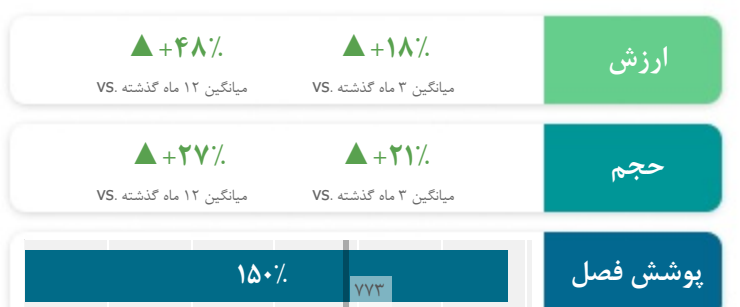 ارزش
▲+۱۸٪ ▲+۴۸٪
VS. میانگین ۳ ماه گذشته VS. میانگین ۱۲ ماه گذشته
حجم
▲+۲۱٪ ▲+۲۷٪
VS. میانگین ۳ ماه گذشته VS. میانگین ۱۲ ماه گذشته
پوشش فصل
۱۵۰٪
۷۷۳